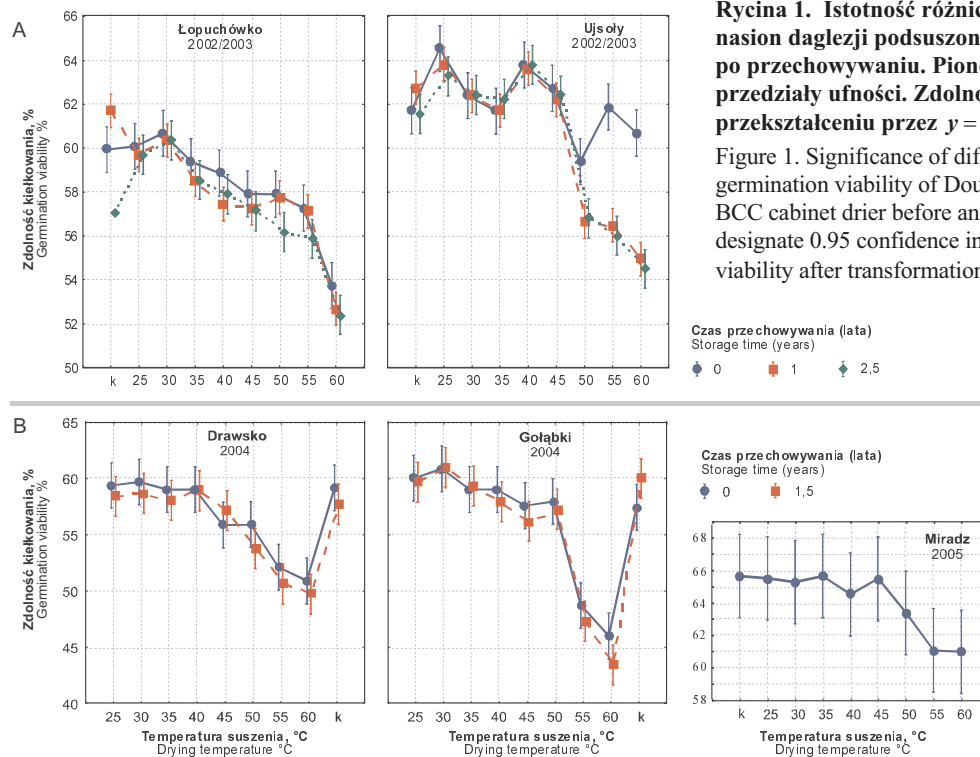 A
Łopuchówko
2002/2003
Zdolność kiełkowania, %
Germination viability %
66
64
62
60
58
56
54
52
50
k 25 30 35 40 45 50 55 60
Ujsoły
2002/2003
k 25 30 35 40 45 50 55 60
Rycina 1. Istotność różnic
nasion daglezji podsuszon
po przechowywaniu. Pion
przedziały ufności. Zdoln
przekształceniu przez y =
Figure 1. Significance of dif
germination viability of Dou
BCC cabinet drier before an
designate 0.95 confidence in
viability after transformation
Czas przechowywania (lata)
Storage time (years)
0 1 2,5
B
Drawsko
2004
Zdolność kiełkowania, %
Germination viability %
65
60
55
50
45
40
25 30 35 40 45 50 55 60 k
Temperatura suszenia, °C
Drying temperature °C
Gołąbki
2004
25 30 35 40 45 50 55 60 k
Temperatura suszenia, °C
Drying temperature °C
Czas przechowywania (lata)
Storage time (years)
0 1,5
Miradz
2005
68
66
64
62
60
58
k 25 30 35 40 45 50 55 60
Temperatura suszenia, °C
Drying temperature °C